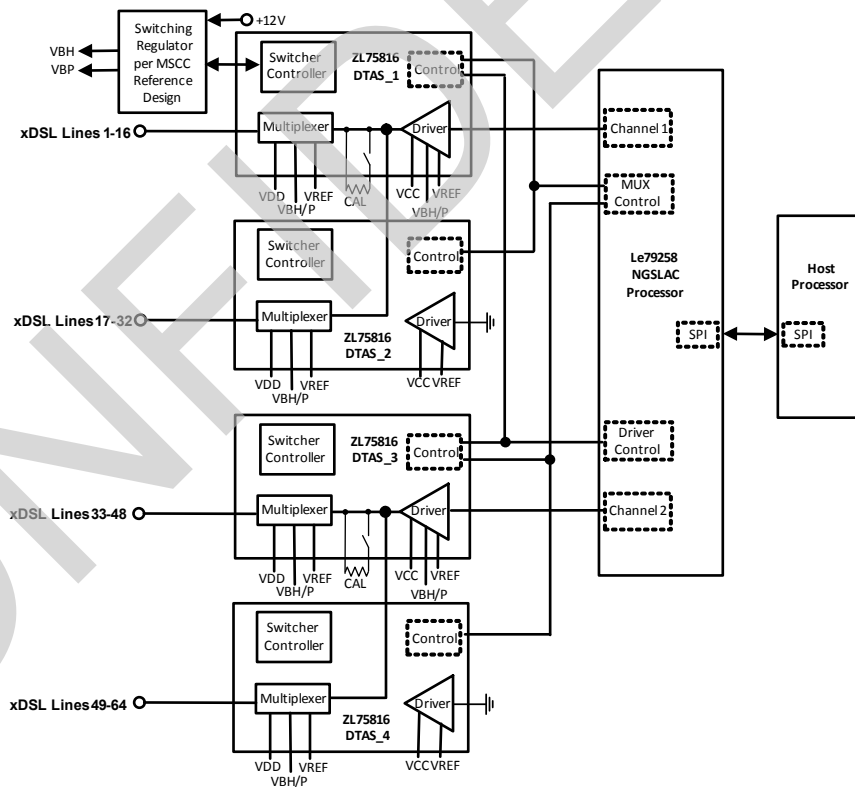 +12V
Switching
Regulator
per MSCC
Reference
Design
VBH
VBP
Switcher
Controller
ZL75816
DTAS_1
Control
xDSL Lines 1-16
Multiplexer
Driver
VDD
VBH/P
VREF
CAL
VCC
VBH/P
VREF
Channel 1
MUX
Control
Switcher
Controller
Control
Le79258
NGSLAC
Processor
Host
Processor
xDSL Lines 17-32
Multiplexer
Driver
ZL75816
DTAS_2
VDD
VBH/P
VREF
VCC
VREF
SPI
SPI
Switcher
Controller
ZL75816
DTAS_3
Control
Driver
Control
xDSL Lines 33-48
Multiplexer
Driver
Channel 2
VDD
VBH/P
VREF
CAL
VCC
VBH/P
VREF
Switcher
Controller
Control
xDSL Lines 49-64
Multiplexer
Driver
ZL75816
DTAS_4
VDD
VBH/P
VREF
VCC
VREF